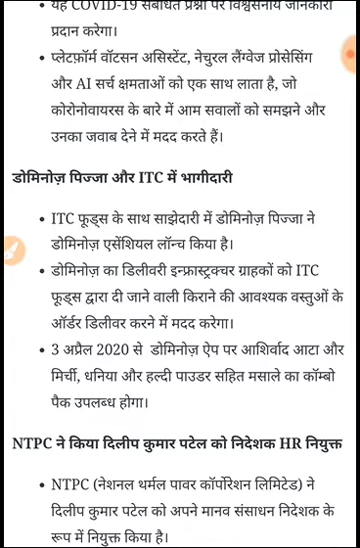 यह COVID-19 संबंधित प्रश्नों पर विश्वसनीय जानकारी
प्रदान करेगा।
प्लेटफ़ॉर्म वॉटसन असिस्टेंट, नेचुरल लैंग्वेज प्रोसेसिंग
और AI सर्च क्षमताओं को एक साथ लाता है, जो
कोरोनोवायरस के बारे में आम सवालों को समझने और
उनका जवाब देने में मदद करते हैं।
डोमिनोज़ पिज्जा और ITC में भागीदारी
ITC फूड्स के साथ साझेदारी में डोमिनोज़ पिज्जा ने
डोमिनोज़ एसेंशियल लॉन्च किया है।
डोमिनोज़ का डिलीवरी इन्फ्रास्ट्रक्चर ग्राहकों को ITC
फूड्स द्वारा दी जाने वाली किराने की आवश्यक वस्तुओं के
ऑर्डर डिलीवर करने में मदद करेगा।
3 अप्रैल 2020 से डोमिनोज़ ऐप पर आशिर्वाद आटा और
मिर्ची, धनिया और हल्दी पाउडर सहित मसाले का कॉम्बो
पैक उपलब्ध होगा।
NTPC ने किया दिलीप कुमार पटेल को निदेशक HR नियुक्त
NTPC (नेशनल थर्मल पावर कॉर्पोरेशन लिमिटेड) ने
दिलीप कुमार पटेल को अपने मानव संसाधन निदेशक के
रूप में नियुक्त किया है।